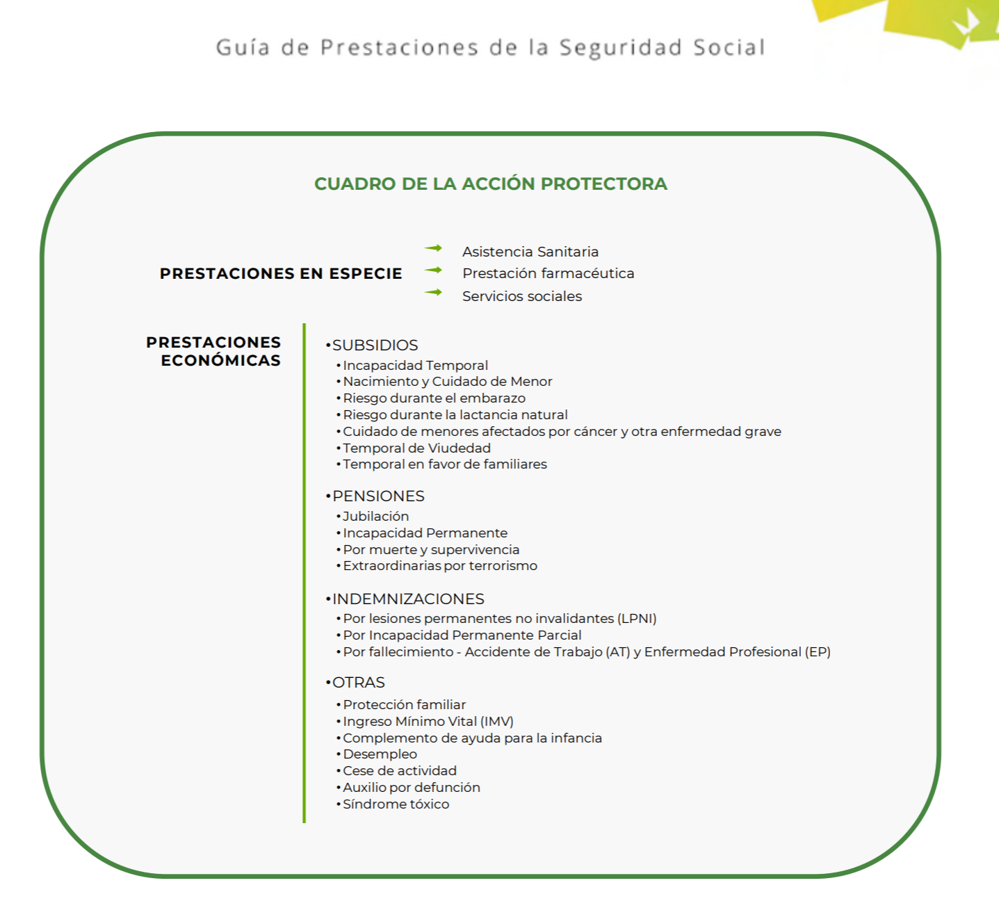 Guía de Prestaciones de la Seguridad Social
CUADRO DE LA ACCIÓN PROTECTORA
PRESTACIONES EN ESPECIE
Asistencia Sanitaria
Prestación farmacéutica
Servicios sociales
PRESTACIONES
ECONÓMICAS
•SUBSIDIOS
•Incapacidad Temporal
•Nacimiento y Cuidado de Menor
•Riesgo durante el embarazo
•Riesgo durante la lactancia natural
•Cuidado de menores afectados por cáncer y otra enfermedad grave
•Temporal de Viudedad
•Temporal en favor de familiares
•PENSIONES
•Jubilación
•Incapacidad Permanente
•Por muerte y supervivencia
•Extraordinarias por terrorismo
•INDEMNIZACIONES
•Por lesiones permanentes no invalidantes (LPNI)
•Por Incapacidad Permanente Parcial
•Por fallecimiento - Accidente de Trabajo (AT) y Enfermedad Profesional (EP)
•OTRAS
•Protección familiar
•Ingreso Mínimo Vital (IMV)
•Complemento de ayuda para la infancia
•Desempleo
•Cese de actividad
•Auxilio por defunción
•Síndrome tóxico